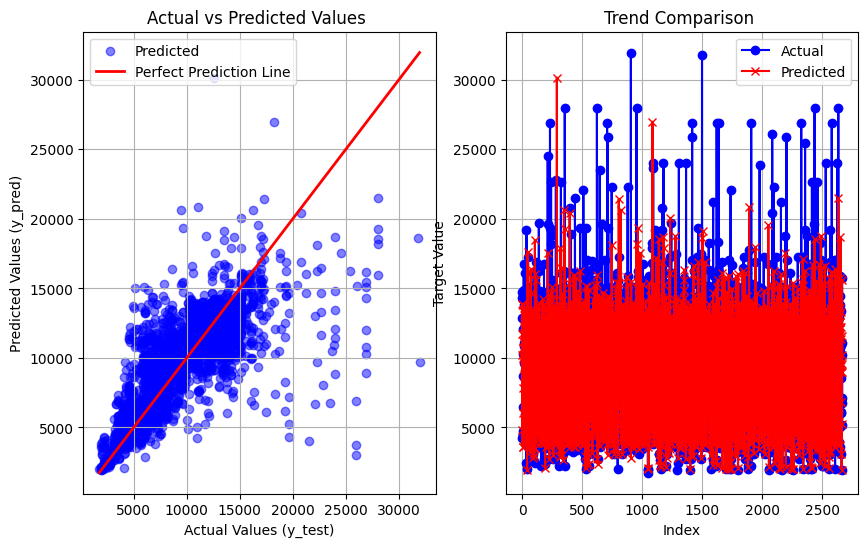 Actual vs Predicted Values
Predicted
Perfect Prediction Line
30000
25000
20000
15000
10000
5000
Predicted Values (y_pred)
5000 10000 15000 20000 25000 30000
Actual Values (y_test)
Trend Comparison
Actual
Predicted
30000
25000
20000
15000
10000
5000
Target Value
0 500 1000 1500 2000 2500
Index